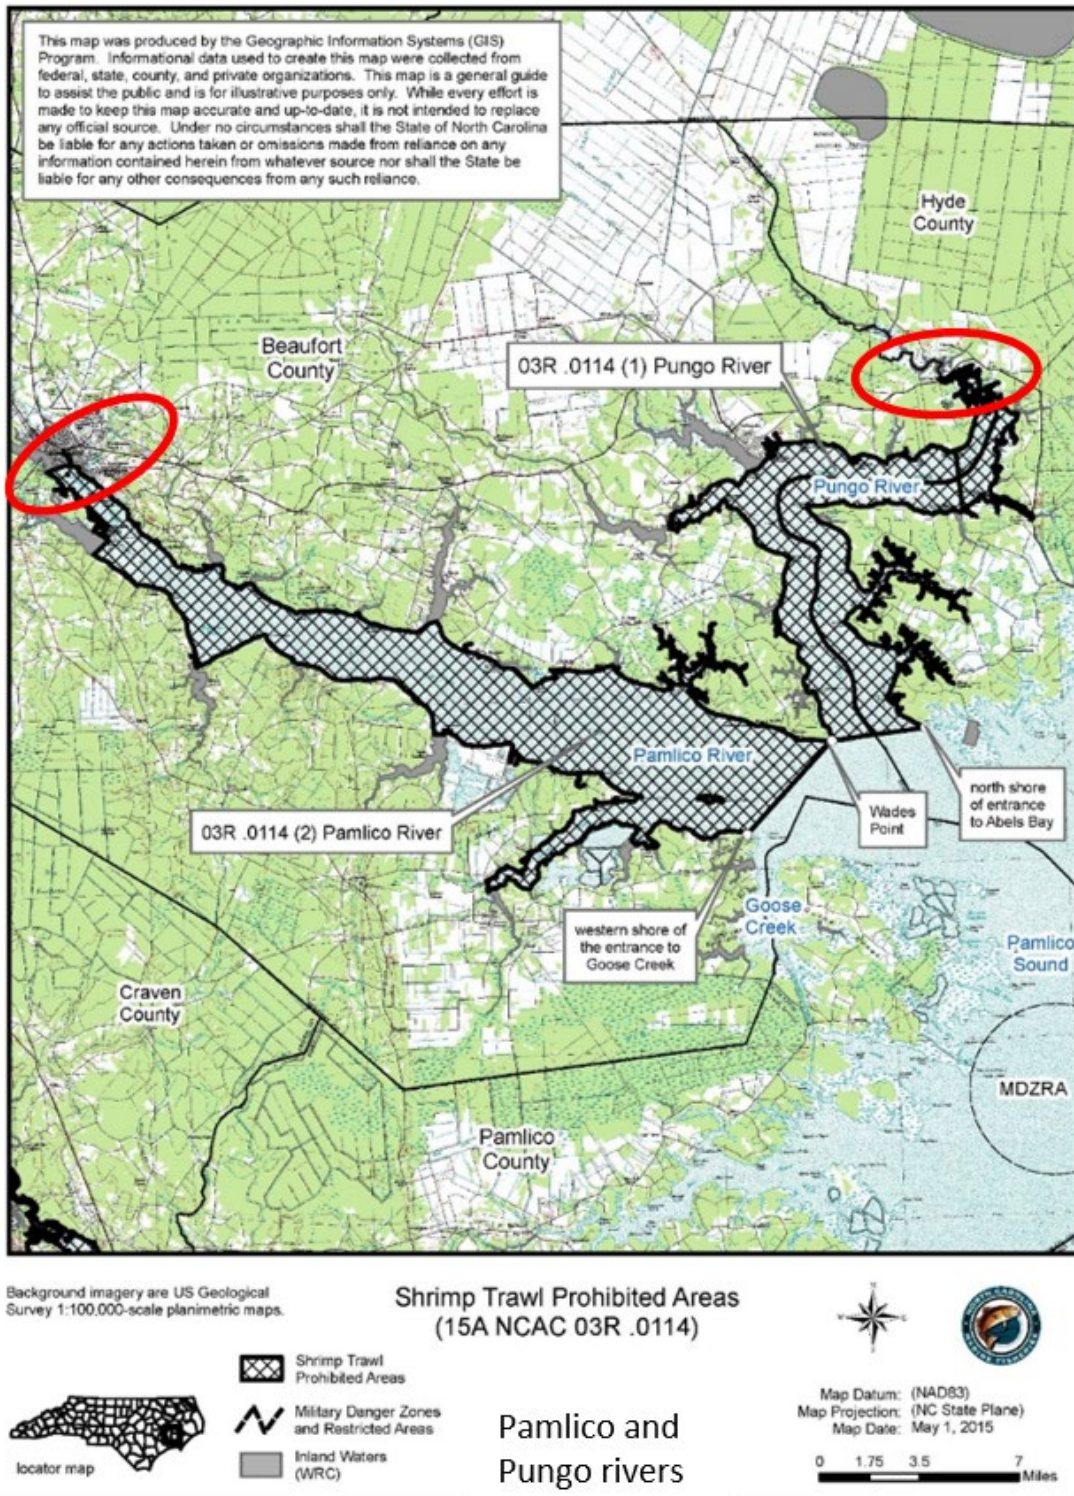 This map was produced by the Geographic Information Systems (GIS)
Program. Informational data used to create this map were collected from
federal, state, county, and private organizations. This map is a general guide
to assist the public and is for illustrative purposes only. While every effort is
made to keep this map accurate and up-to-date, it is not intended to replace
any official source. Under no circumstances shall the State of North Carolina
be liable for any actions taken or omissions made from reliance on any
information contained herein from whatever source nor shall the State be
liable for any other consequences from any such reliance.
Hyde
County
Beaufort
County
03R .0114 (1) Pungo River
Pungo River
Pamlico River
03R .0114 (2) Pamlico River
Wades
Point
north shore
of entrance
to Abels Bay
western shore of
the entrance to
Goose Creek
Goose
Creek
Pamlico
Sound
Craven
County
MDZRA
Pamlico
County
Background imagery are US Geological
Survey 1:100,000-scale planimetric maps.
Shrimp Trawl Prohibited Areas
(15A NCAC 03R .0114)
NORTH CAROLINA
MARINE FISHERIES
Shrimp Trawl
Prohibited Areas
Military Danger Zones
and Restricted Areas
Inland Waters
(WRC)
locator map
Pamlico and
Pungo rivers
Map Datum: (NAD83)
Map Projection: (NC State Plane)
Map Date: May 1, 2015
0 1.75 3.5 7
Miles